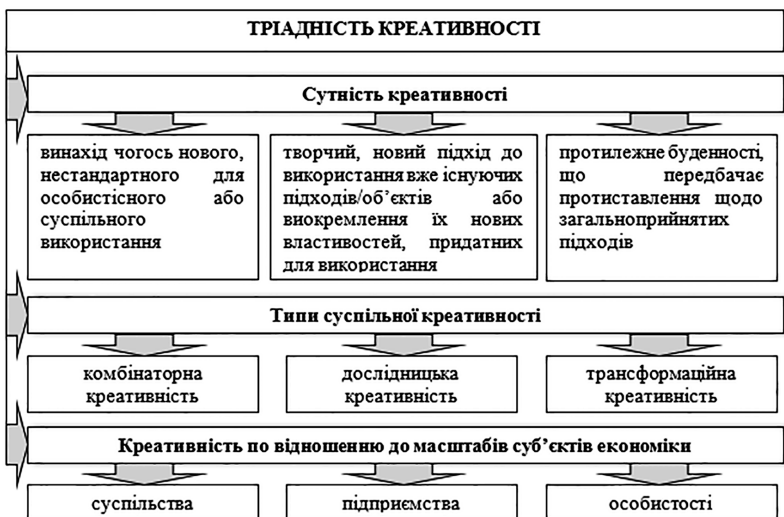 ТРІАДНІСТЬ КРЕАТИВНОСТІ
Сутність креативності
винахід чогось нового,
нестандартного для
особистісного або
суспільного
використання
творчий, новий підхід до
використання вже існуючих
підходів/об’єктів або
виокремлення їх нових
властивостей, придатних
для використання
протилежне буденності,
що передбачає
протиставлення щодо
загальноприйнятих
підходів
Типи суспільної креативності
комбінаторна
креативність
дослідницька
креативність
трансформаційна
креативність
Креативність по відношенню до масштабів суб’єктів економіки
суспільства
підприємства
особистості